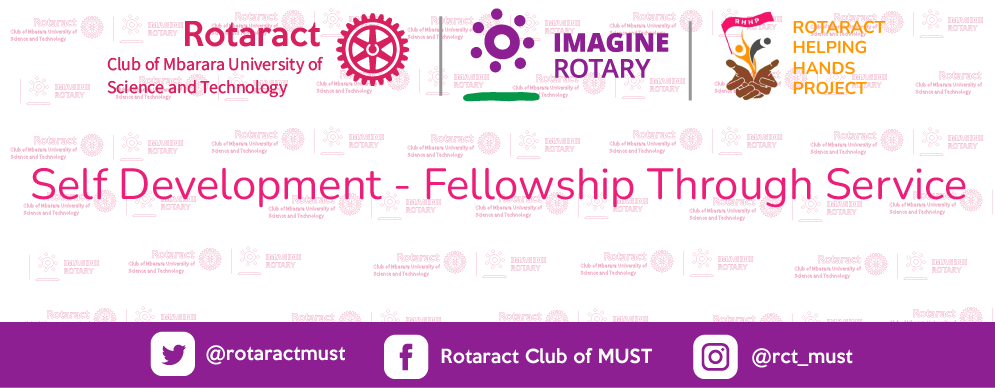 Rotaract
Club of Mbarara University of
Science and Technology
IMAGINE
ROTARY
RHHP
ROTARACT
HELPING
HANDS
PROJECT
Self Development - Fellowship Through Service
@rotaractmust
Rotaract Club of MUST
@rct_must